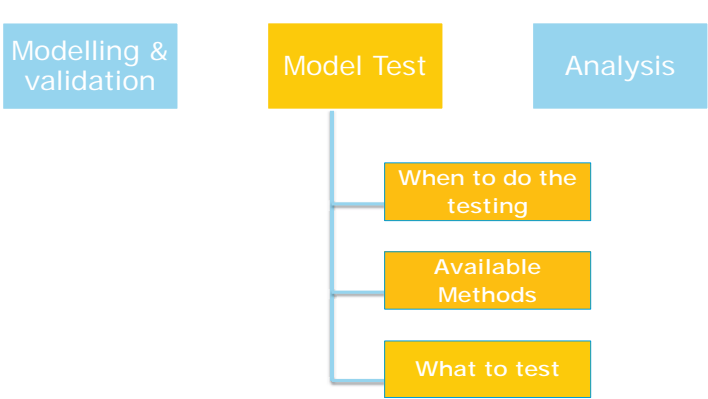 Modelling &
validation
Model Test
Analysis
When to do the
testing
Available
Methods
What to test